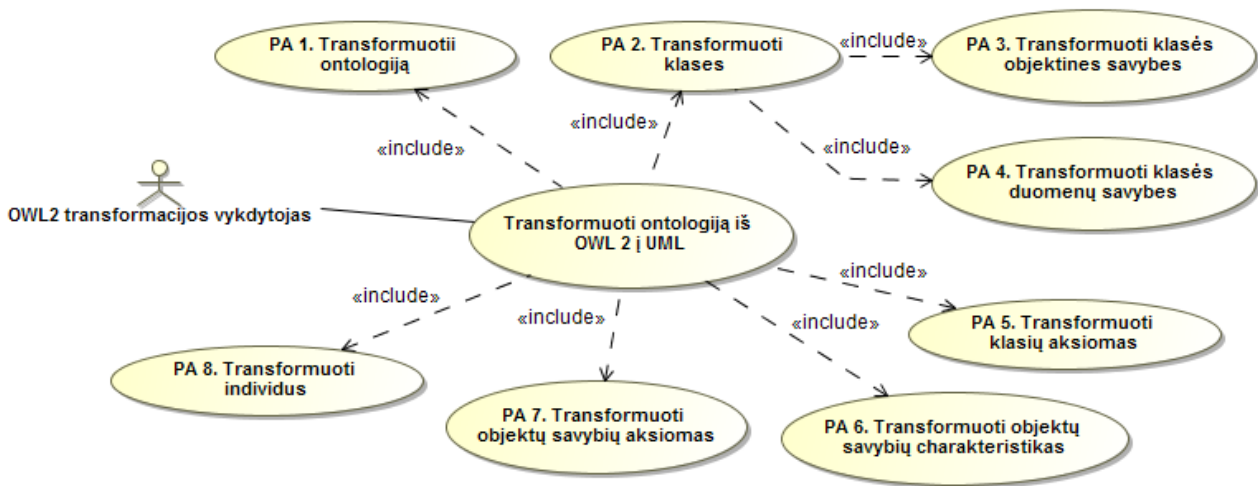 PA 1. Transformuotii
ontologiją
PA 2. Transformuoti
klases
«include»
PA 3. Transformuoti klasės
objektines savybes
«include»
«include»
«include»
PA 4. Transformuoti klasės
duomenų savybes
OWL2 transformacijos vykdytojas
Transformuoti ontologiją iš
OWL 2 į UML
«include»
«include»
«include»
«include»
PA 5. Transformuoti
klasių aksiomas
PA 8. Transformuoti
individus
PA 7. Transformuoti
objektų savybių aksiomas
PA 6. Transformuoti objektų
savybių charakteristikas